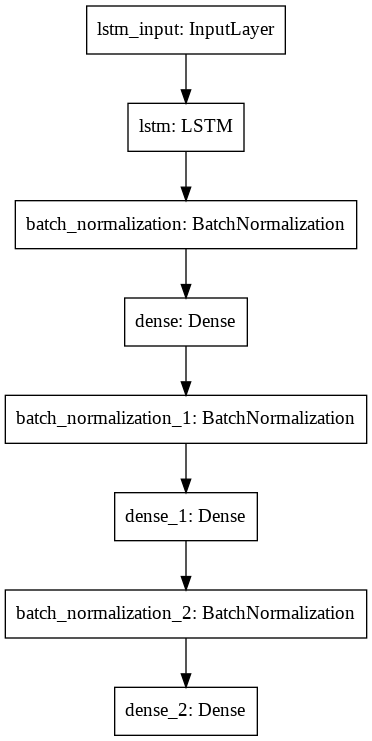 lstm_input: InputLayer
lstm: LSTM
batch_normalization: BatchNormalization
dense: Dense
batch_normalization_1: BatchNormalization
dense_1: Dense
batch_normalization_2: BatchNormalization
dense_2: Dense